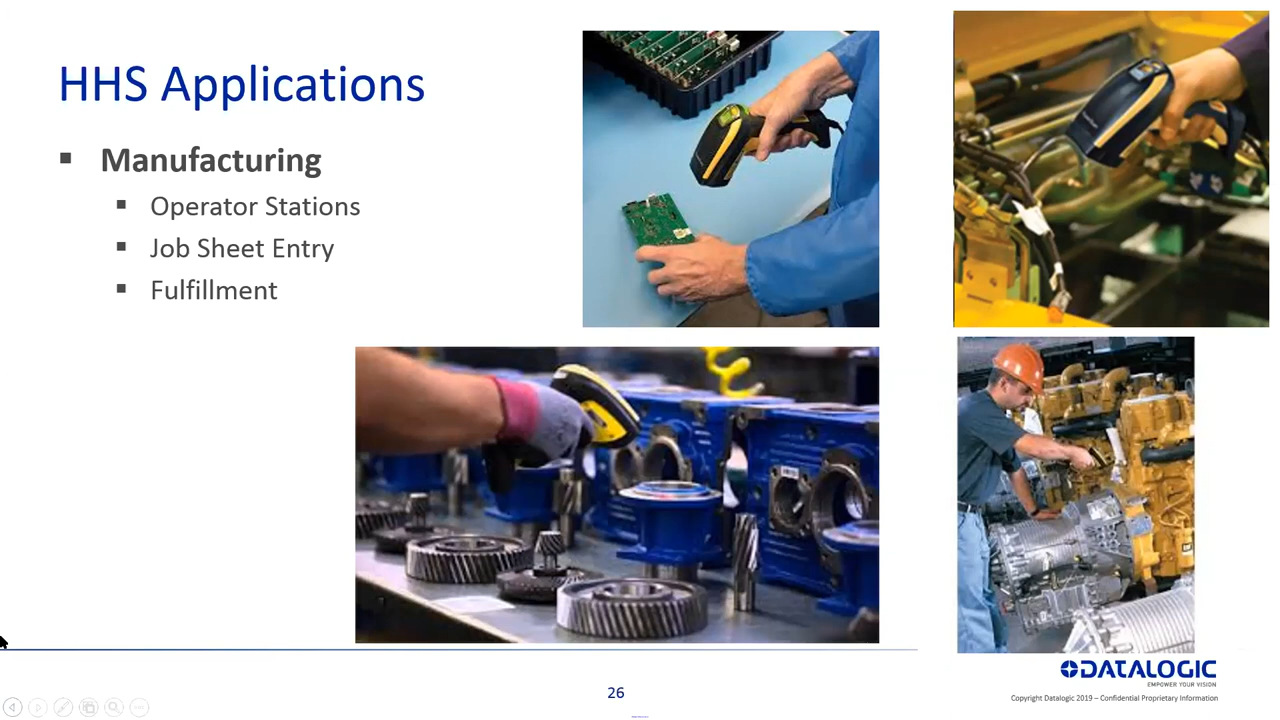 HHS Applications
▪ Manufacturing
▪ Operator Stations
▪ Job Sheet Entry
▪ Fulfillment
DATALOGIC
EMPOWER YOUR VISION
26
Copyright Datalogic 2019 – Confidential Proprietary Information